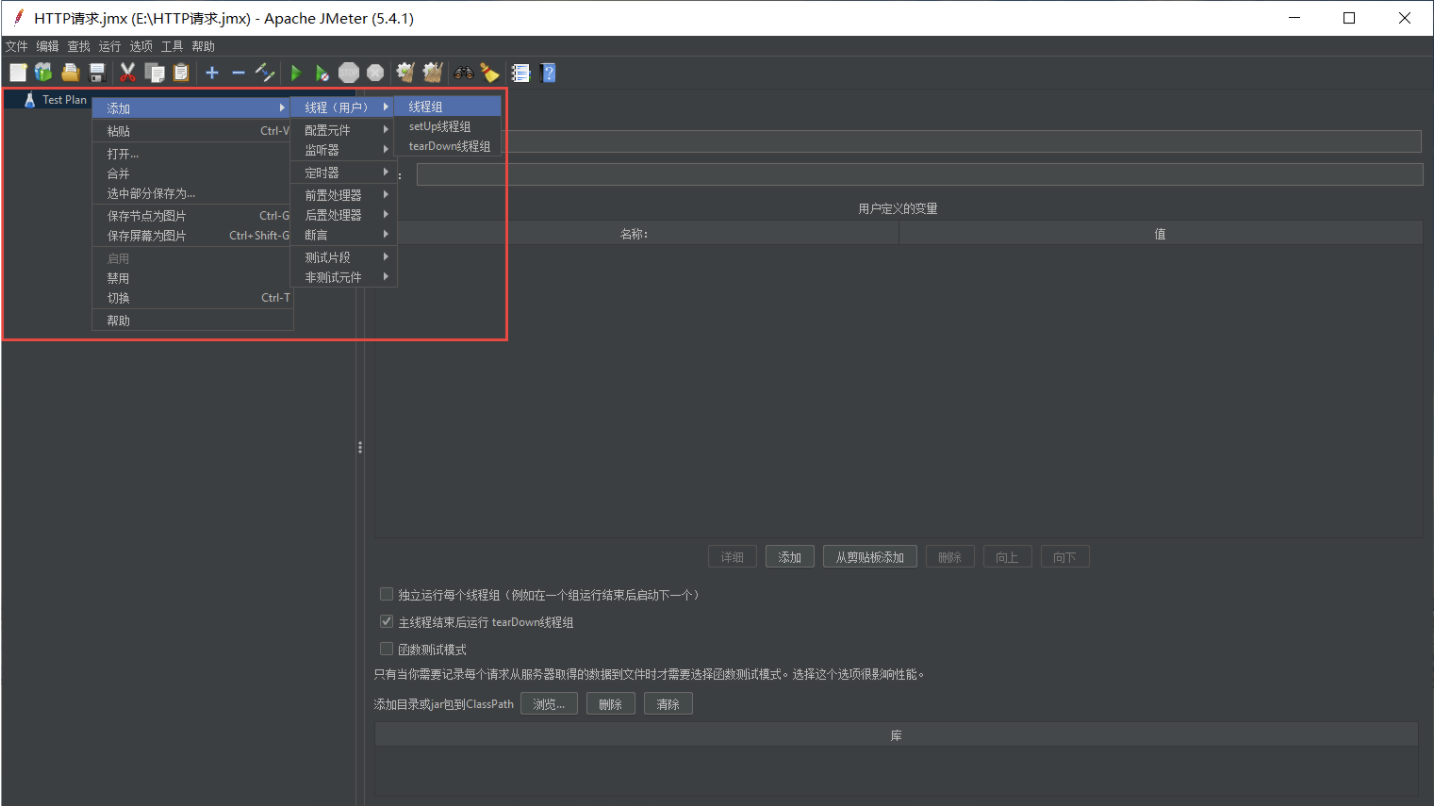 HTTP请求.jmx (E:\HTTP请求.jmx) - Apache JMeter (5.4.1)
文件 编辑 查找 运行 选项 工具 帮助
Test Plan
添加
粘贴 Ctrl-V
打开...
合并
选中部分保存为...
保存节点为图片 Ctrl-G
保存屏幕为图片 Ctrl+Shift-G
启用
禁用
切换 Ctrl-T
帮助
线程（用户）
配置元件
监听器
定时器
前置处理器
后置处理器
断言
测试片段
非测试元件
线程组
setUp线程组
tearDown线程组
：
用户定义的变量
名称： 值
详细 添加 从剪贴板添加 删除 向上 向下
独立运行每个线程组（例如在一个组运行结束后启动下一个）
主线程结束后运行 tearDown线程组
函数测试模式
只有当你需要记录每个请求从服务器取得的数据到文件时才需要选择函数测试模式。选择这个选项很影响性能。
添加目录或jar包到ClassPath 浏览... 删除 清除
库